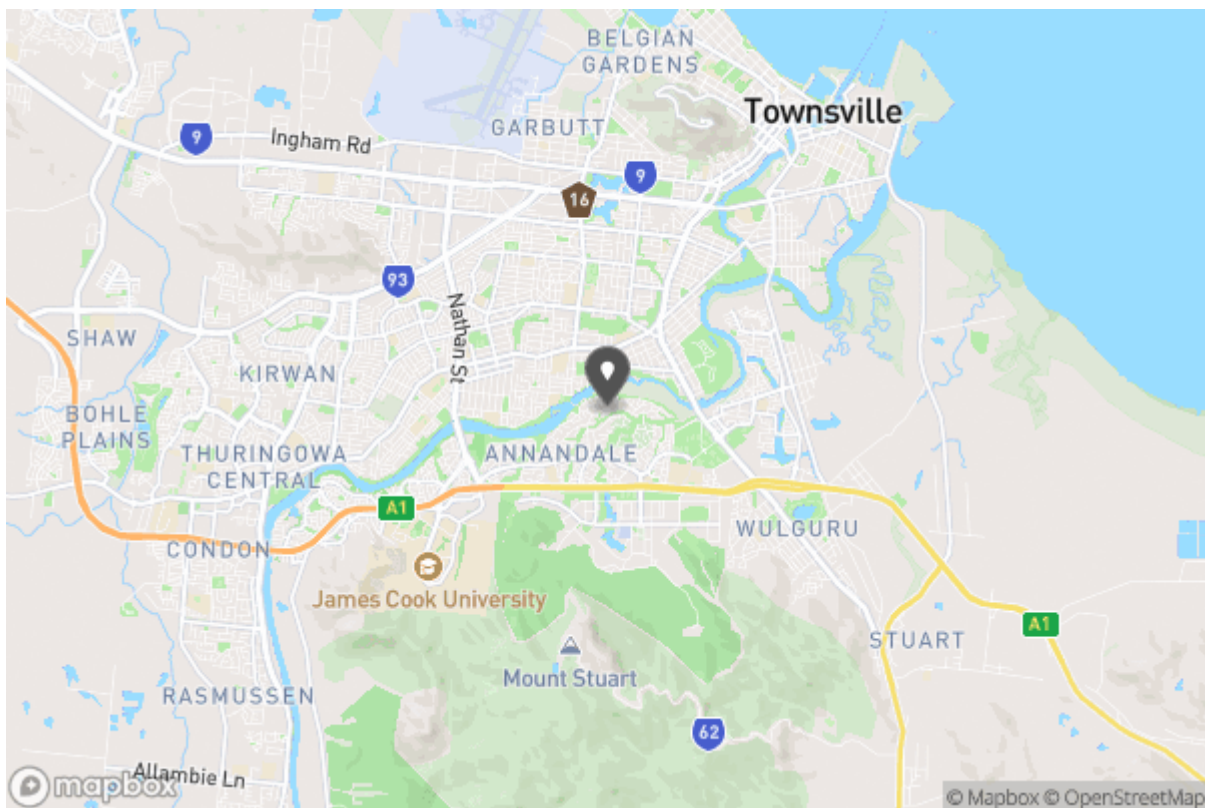 BELGIAN
GARDENS
Townsville
GARBUTT
9
Ingham Rd
9
16
93
Nathan St
SHAW
KIRWAN
BOHLE
PLAINS
THURINGOWA
CENTRAL
ANNANDALE
A1
WULGURU
CONDON
James Cook University
A1
STUART
Mount Stuart
RASMUSSEN
62
Allambie Ln
mapbox
© Mapbox © OpenStreetMap